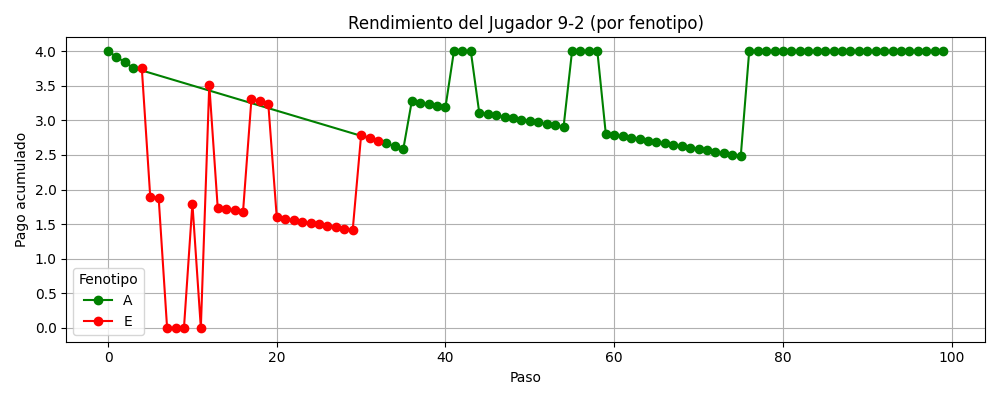 Rendimiento del Jugador 9-2 (por fenotipo)
Pago acumulado
4.0
3.5
3.0
2.5
2.0
1.5
1.0
0.5
0.0
Fenotipo
A
E
0 20 40 60 80 100
Paso